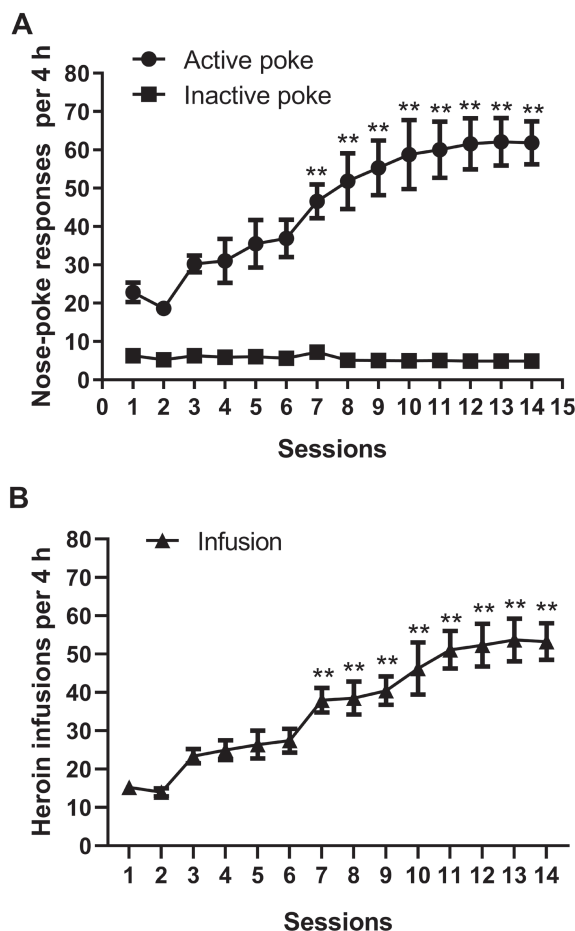 A
Active poke
Inactive poke
Nose-poke responses per 4 h
80
70
60
50
40
30
20
10
0
** ** ** ** ** ** ** **
0 1 2 3 4 5 6 7 8 9 10 11 12 13 14 15
Sessions
B
Infusion
Heroin infusions per 4 h
80
70
60
50
40
30
20
10
0
** ** ** ** ** ** ** **
1 2 3 4 5 6 7 8 9 10 11 12 13 14
Sessions